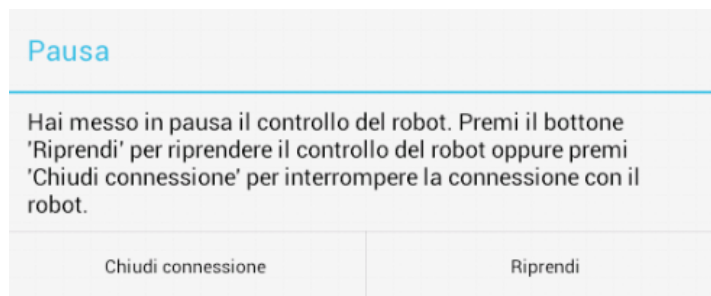 Pausa
Hai messo in pausa il controllo del robot. Premi il bottone
'Riprendi' per riprendere il controllo del robot oppure premi
'Chiudi connessione' per interrompere la connessione con il
robot.
Chiudi connessione
Riprendi